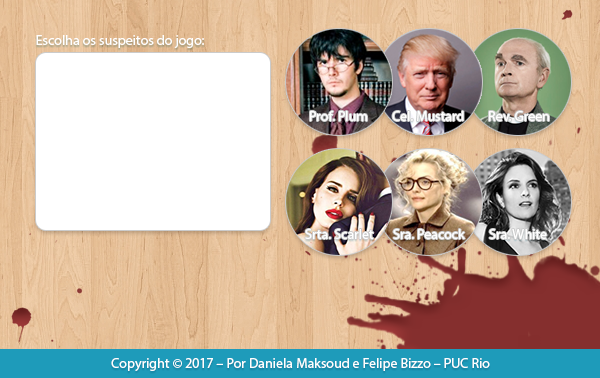 Escolha os suspeitos do jogo:
Prof. Plum
Cel. Mustard
Rev. Green
Srta. Scarlet
Sra. Peacock
Sra. White
Copyright © 2017 – Por Daniela Maksoud e Felipe Bizzo – PUC Rio